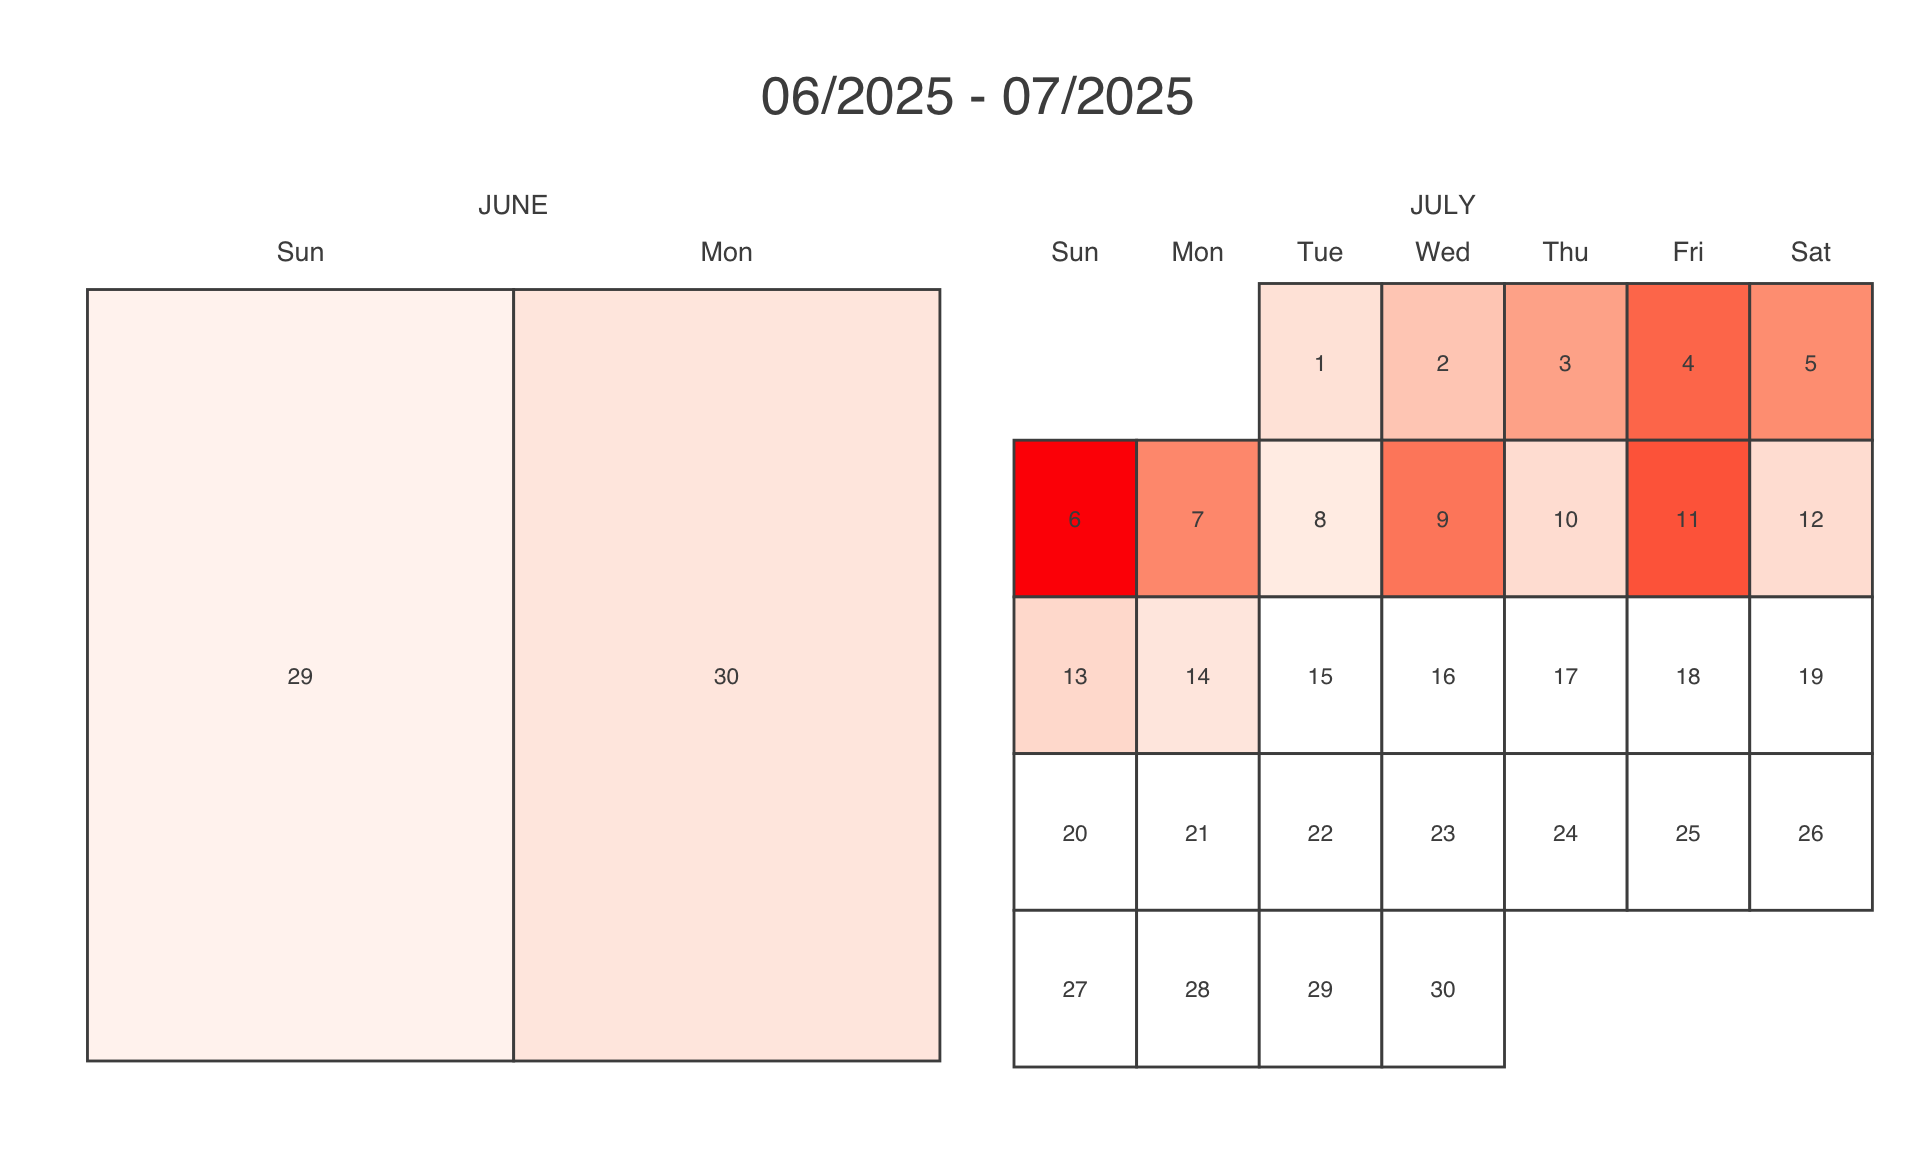 06/2025 - 07/2025
JUNE
Sun Mon
29 30
JULY
Sun Mon Tue Wed Thu Fri Sat
1 2 3 4 5
6 7 8 9 10 11 12
13 14 15 16 17 18 19
20 21 22 23 24 25 26
27 28 29 30